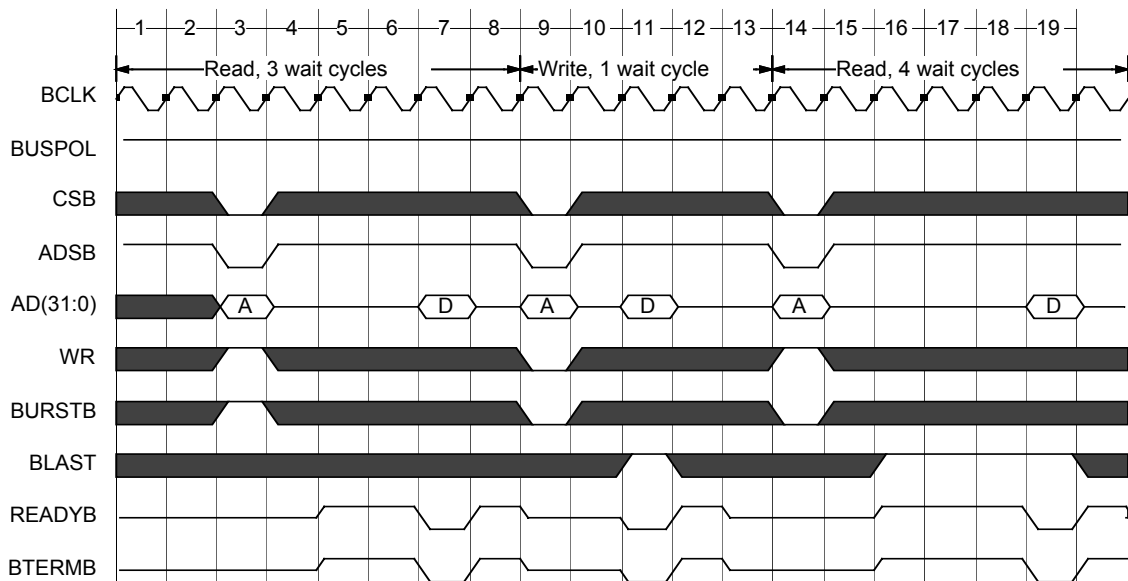 1 2 3 4 5 6 7 8 9 10 11 12 13 14 15 16 17 18 19
Read, 3 wait cycles Write, 1 wait cycle Read, 4 wait cycles
BCLK
BUSPOL
CSB
ADSB
AD(31:0) A D A D A D
WR
BURSTB
BLAST
READYB
BTERMB